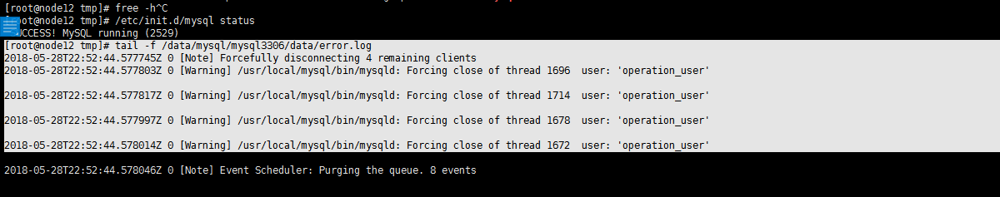 [root@node12 tmp]# free -h^C
root@node12 tmp]# /etc/init.d/mysql status
CCESS! MySQL running (2529)
[root@node12 tmp]# tail -f /data/mysql/mysql3306/data/error.log
2018-05-28T22:52:44.577745Z 0 [Note] Forcefully disconnecting 4 remaining clients
2018-05-28T22:52:44.577803Z 0 [Warning] /usr/local/mysql/bin/mysqld: Forcing close of thread 1696  user: 'operation_user'
2018-05-28T22:52:44.577817Z 0 [Warning] /usr/local/mysql/bin/mysqld: Forcing close of thread 1714  user: 'operation_user'
2018-05-28T22:52:44.577997Z 0 [Warning] /usr/local/mysql/bin/mysqld: Forcing close of thread 1678  user: 'operation_user'
2018-05-28T22:52:44.578014Z 0 [Warning] /usr/local/mysql/bin/mysqld: Forcing close of thread 1672  user: 'operation_user'
2018-05-28T22:52:44.578046Z 0 [Note] Event Scheduler: Purging the queue. 8 events